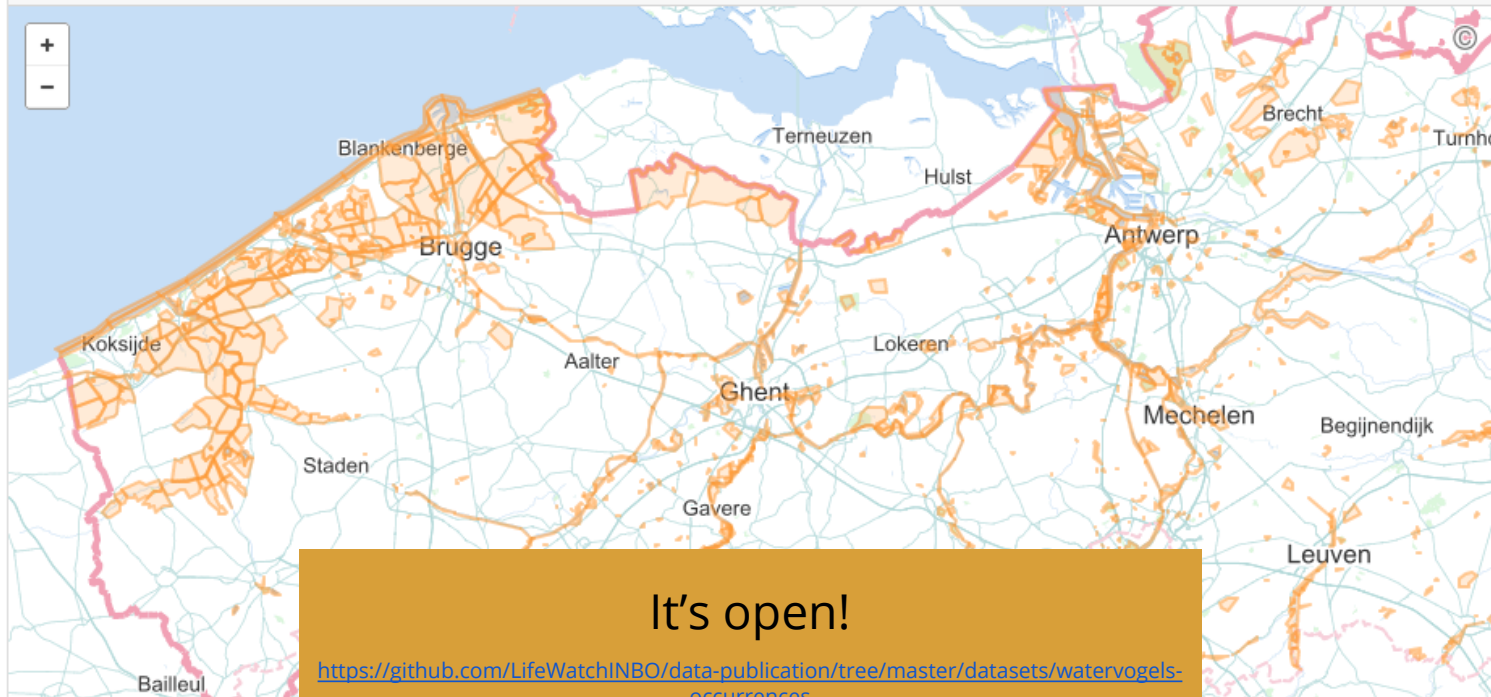 +
©
−
Brecht
Terneuzen
Turnho
Blankenberge
Hulst
Antwerp
Brugge
Koksijde
Lokeren
Aalter
Ghent
Mechelen
Begijnendijk
Staden
Gavere
Leuven
It’s open!
https://github.com/LifeWatchINBO/data-publication/tree/master/datasets/watervogels-
occurrences
Bailleul